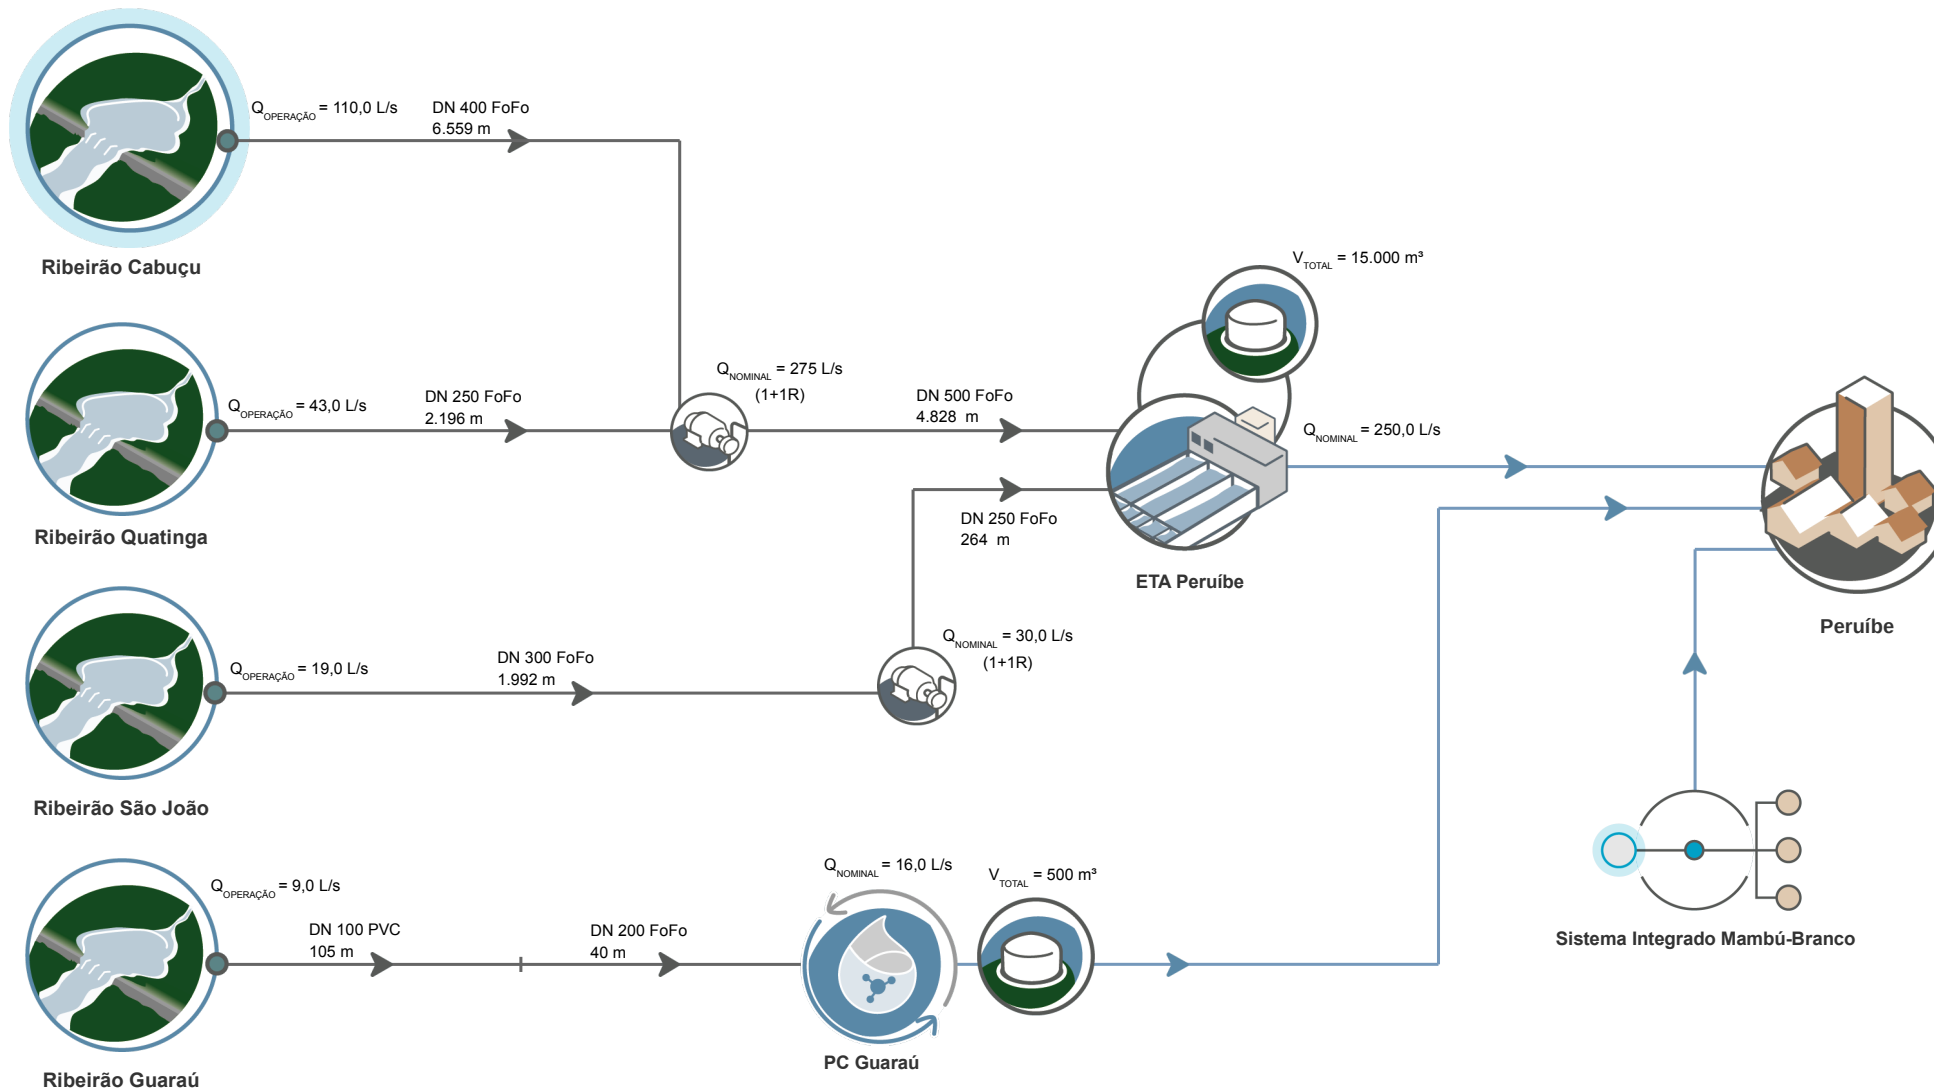 Q OPERAÇÃO = 110,0 L/s
DN 400 FoFo
6.559 m
Ribeirão Cabuçu
V TOTAL = 15.000 m³
Q OPERAÇÃO = 43,0 L/s
DN 250 FoFo
2.196 m
Q NOMINAL = 275 L/s
(1+1R)
DN 500 FoFo
4.828 m
Q NOMINAL = 250,0 L/s
Ribeirão Quatinga
DN 250 FoFo
264 m
ETA Peruíbe
Peruíbe
Q OPERAÇÃO = 19,0 L/s
DN 300 FoFo
1.992 m
Q NOMINAL = 30,0 L/s
(1+1R)
Ribeirão São João
Q OPERAÇÃO = 9,0 L/s
DN 100 PVC
105 m
DN 200 FoFo
40 m
Q NOMINAL = 16,0 L/s
V TOTAL = 500 m³
Sistema Integrado Mambú-Branco
PC Guaraú
Ribeirão Guaraú